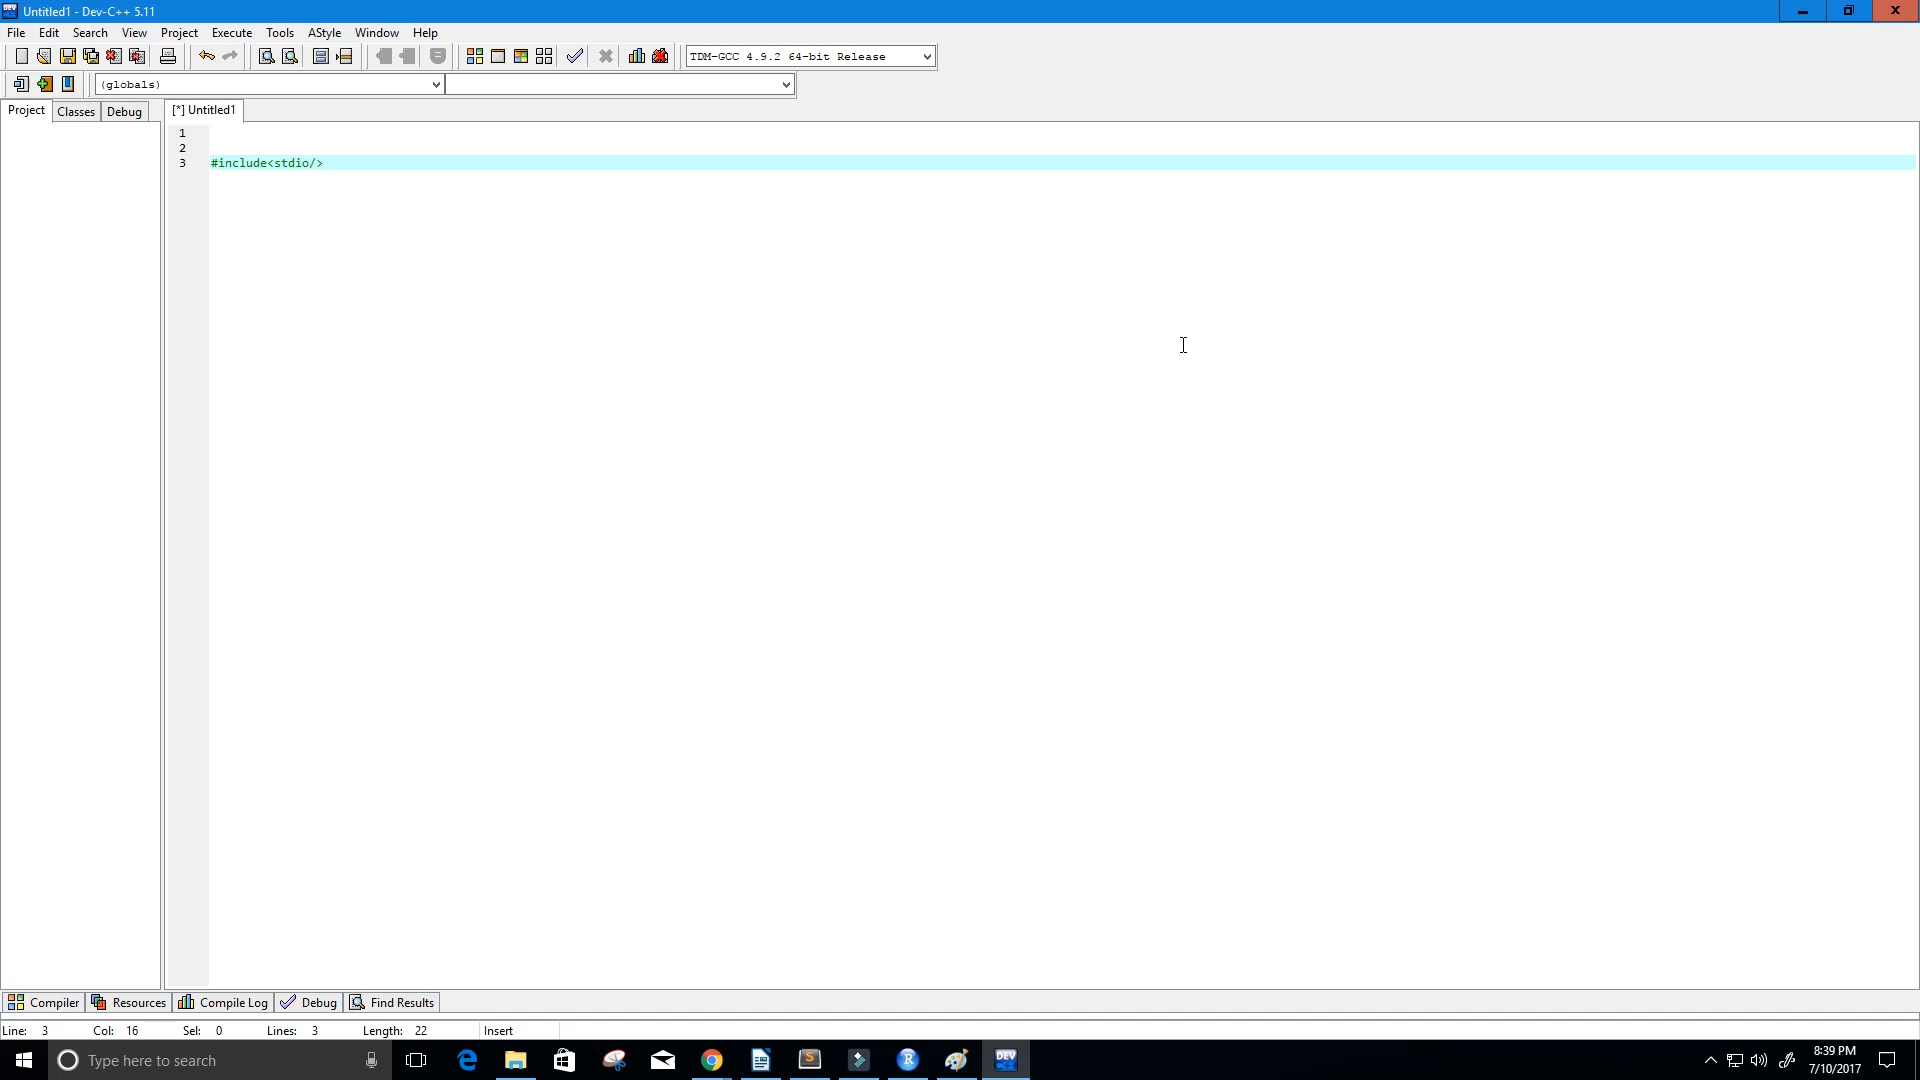 Untitled1 - Dev-C++ 5.11
File Edit Search View Project Execute Tools AStyle Window Help
TDM-GCC 4.9.2 64-bit Release
(globals)
Project Classes Debug [*] Untitled1
1
2
3 #include<stdio/>
Compiler Resources Compile Log Debug Find Results
Line: 3 Col: 16 Sel: 0 Lines: 3 Length: 22 Insert
Type here to search
DEV
8:39 PM
7/10/2017